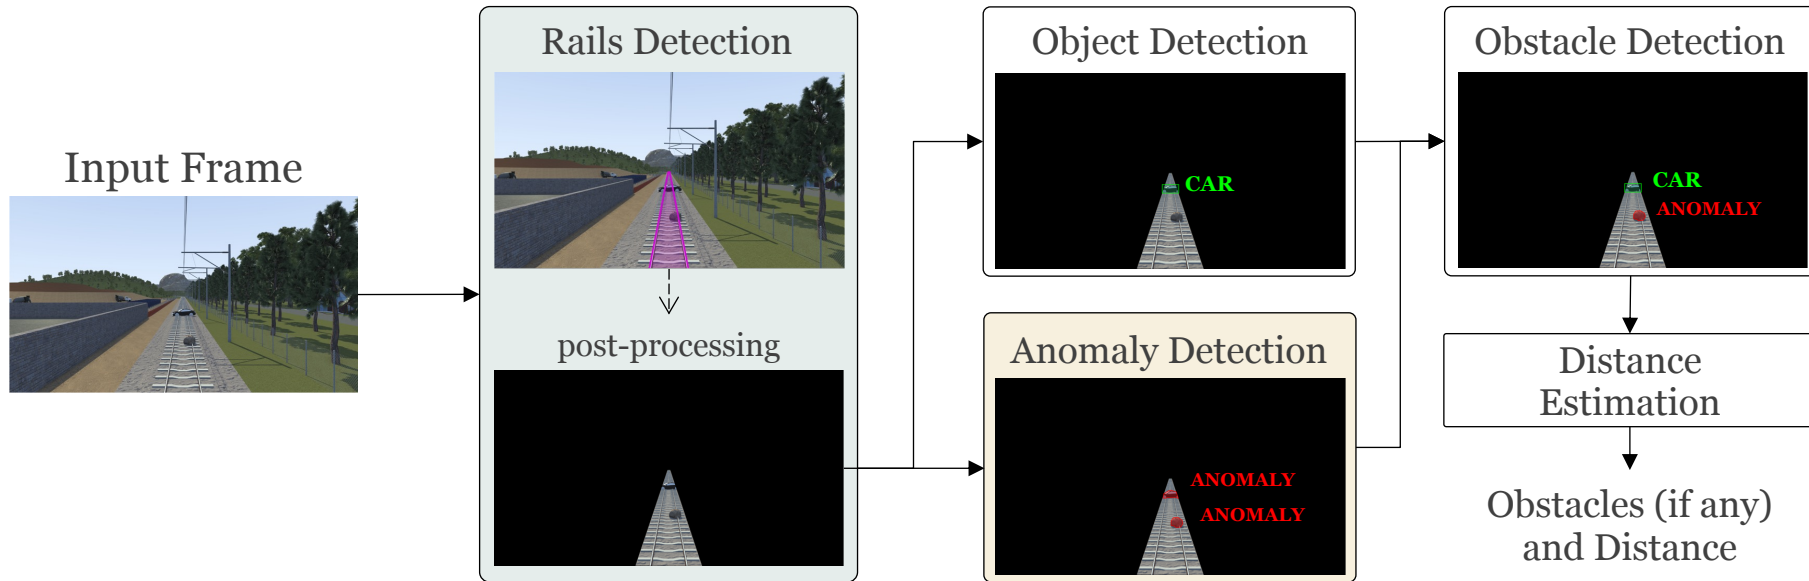 Input Frame
Rails Detection
post-processing
Object Detection
CAR
Anomaly Detection
ANOMALY
ANOMALY
Obstacle Detection
CAR
ANOMALY
Distance
Estimation
Obstacles (if any)
and Distance